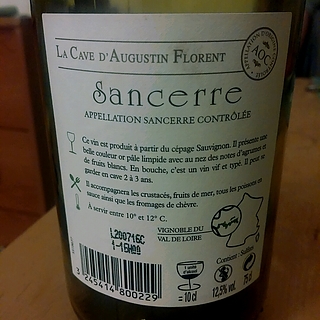 LA CAVE D'AUGUSTIN FLORENT
APPELLATION D'ORIGINE CONTRÔLÉE
AOC
Sancerre
APPELLATION SANCERRE CONTRÔLÉE
Ce vin est produit à partir du cépage Sauvignon. Il présente une
belle couleur or pâle limpide avec au nez des notes d'agrumes et
de fruits blancs. En bouche, c'est un vin vif et typé. Il peut se
garder en cave 2 à 3 ans.
Il accompagnera les crustacés, fruits de mer, tous les poissons en
sauce ainsi que les fromages de chèvre.
A servir entre 10° et 12° C.
L200716C
1-15H00
VIGNOBLE DU
VAL DE LOIRE
3 245414 800229
= 10 cl
Contient : Sulfites
12,5% vol.
75 cl